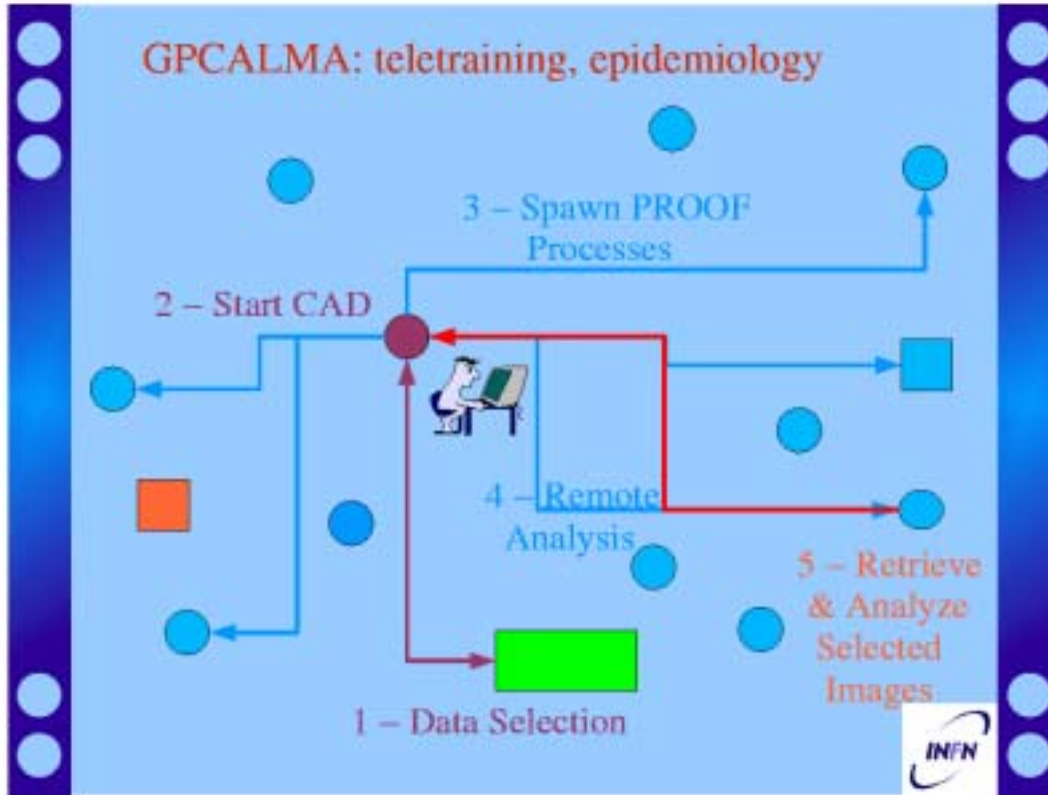 GPCALMA: teletraining, epidemiology
3 – Spawn PROOF
Processes
2 – Start CAD
4 – Remote
Analysis
5 – Retrieve
& Analyze
Selected
Images
1 – Data Selection
INFN